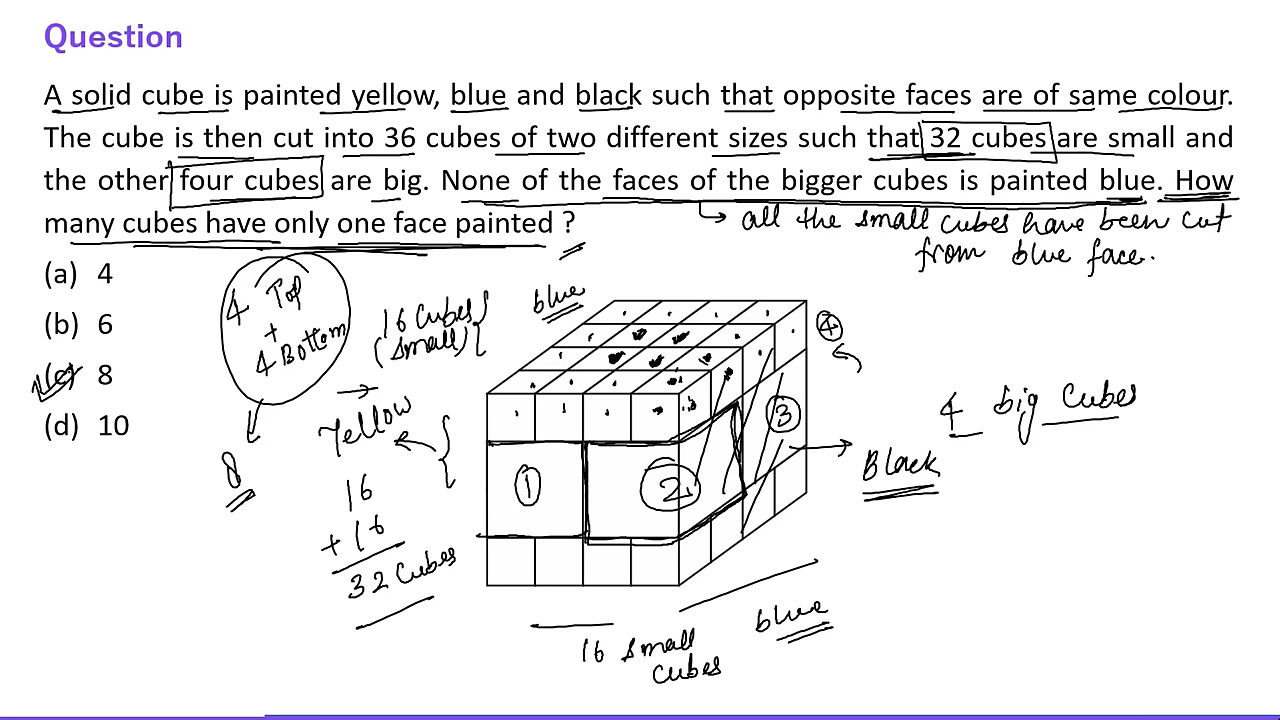 Question
A solid cube is painted yellow, blue and black such that opposite faces are of same colour.
The cube is then cut into 36 cubes of two different sizes such that 32 cubes are small and
the other four cubes are big. None of the faces of the bigger cubes is painted blue. How
many cubes have only one face painted ?
↳ all the small cubes have been cut
from blue face.
(a) 4
(b) 6
(c) 8
(d) 10
4 Top
+
4 Bottom
8
16 Cubes
(small)
blue
→
Yellow
16
+ 16
32 Cubes
1
2
3
4
4 big Cubes
Black
blue
16 small
cubes